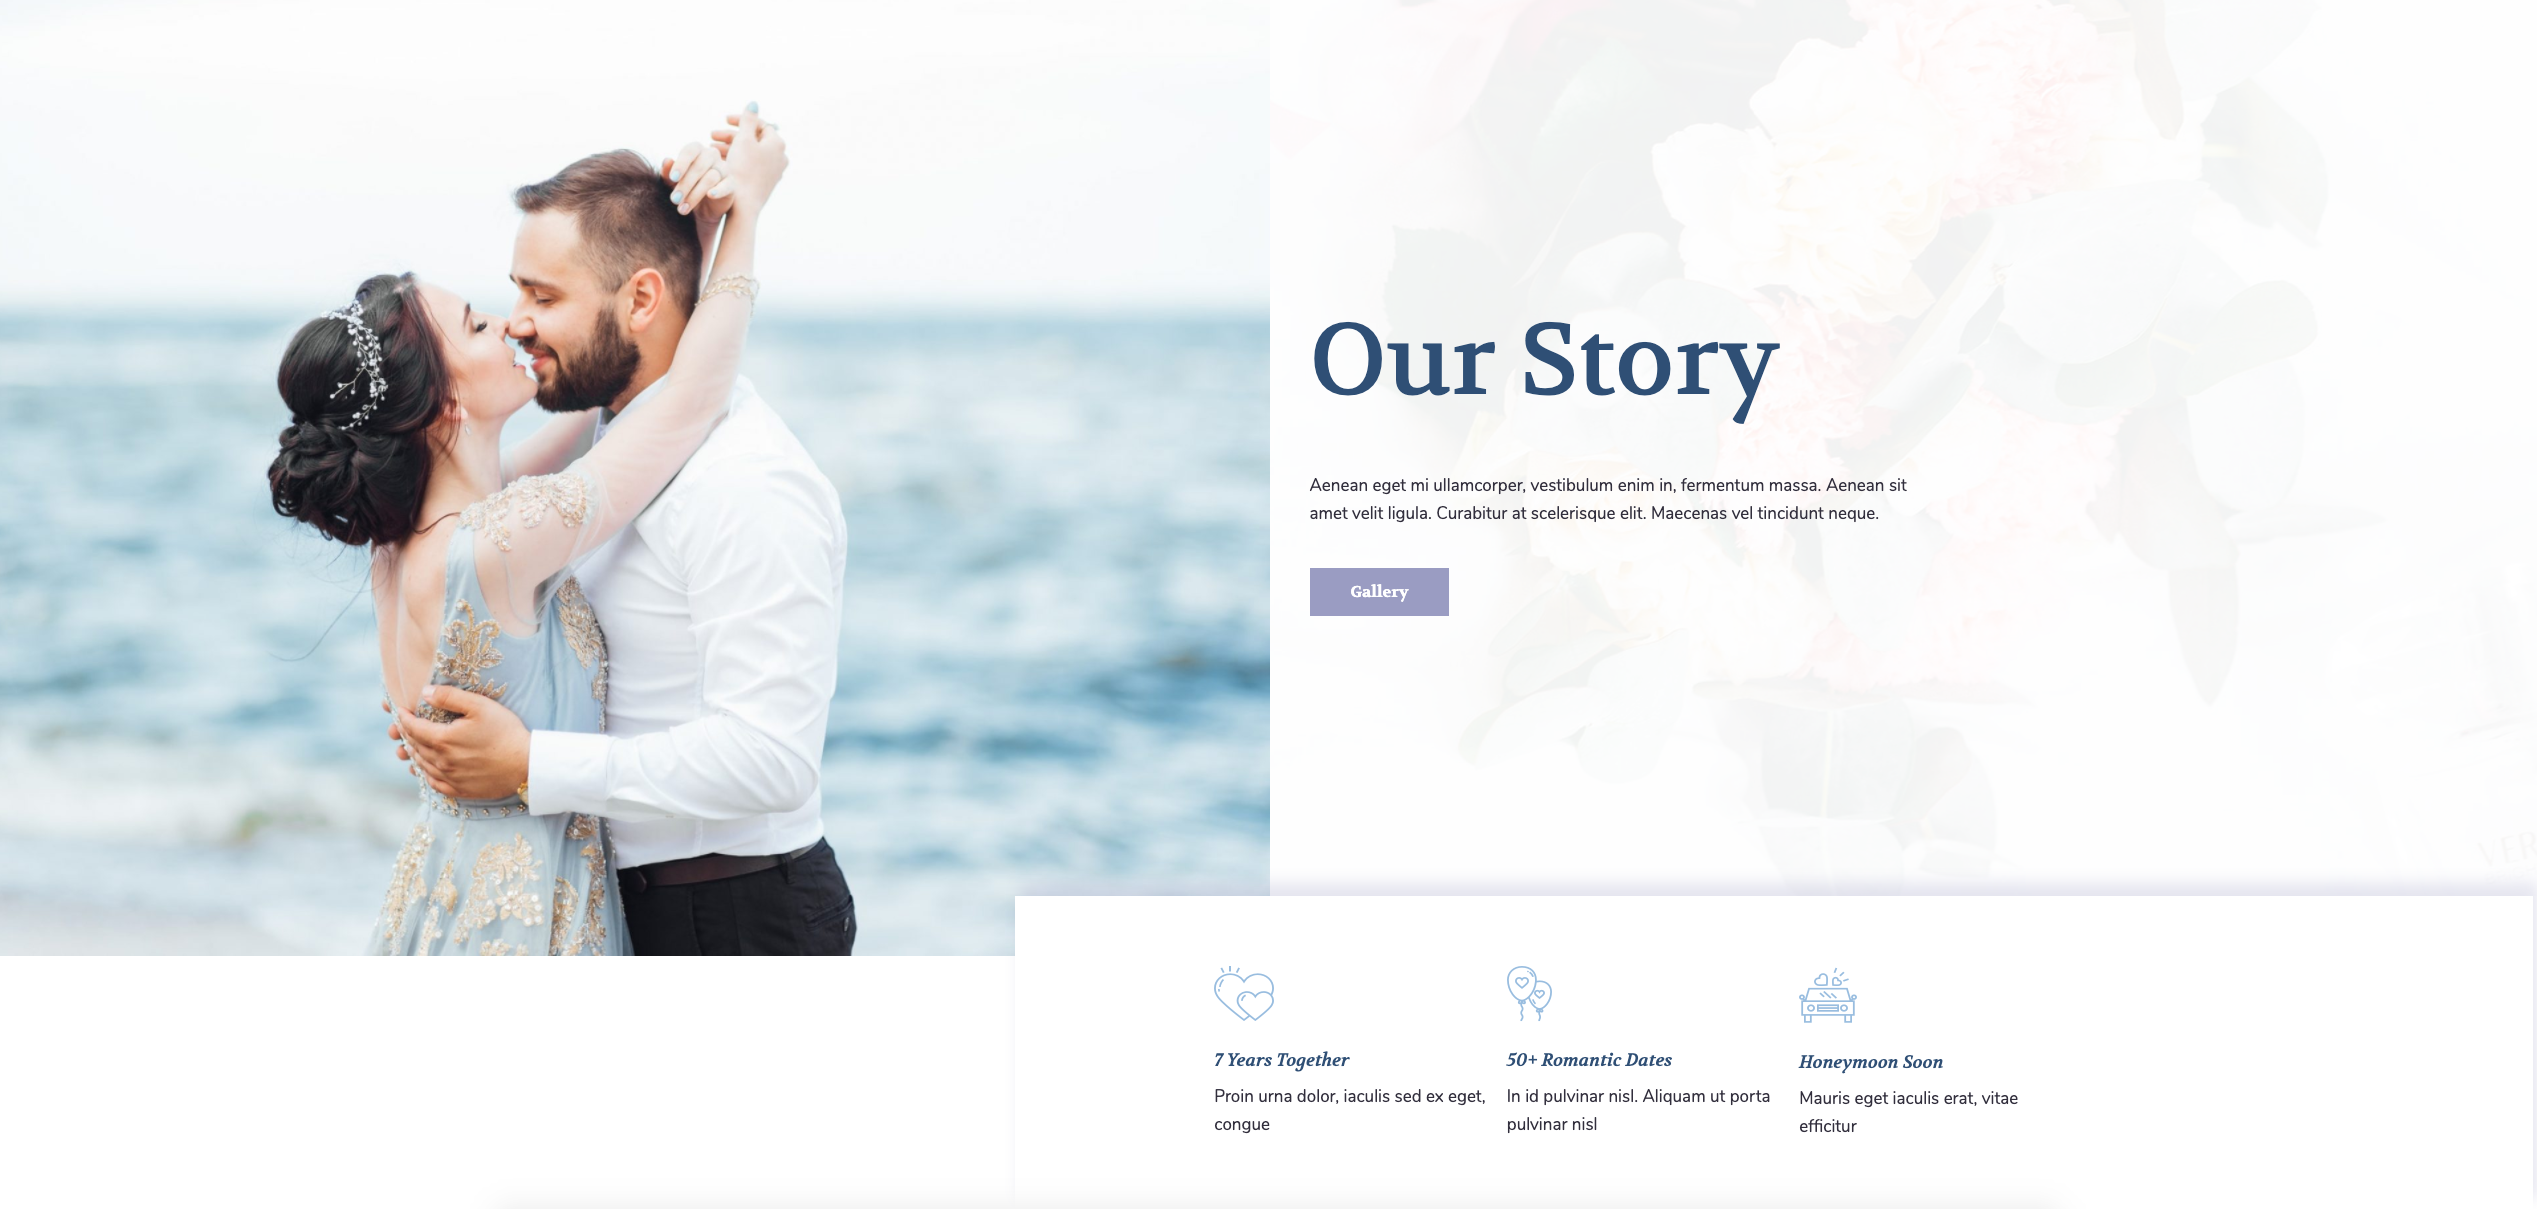 Our Story
Aenean eget mi ullamcorper, vestibulum enim in, fermentum massa. Aenean sit
amet velit ligula. Curabitur at scelerisque elit. Maecenas vel tincidunt neque.
Gallery
7 Years Together
Proin urna dolor, iaculis sed ex eget,
congue
50+ Romantic Dates
In id pulvinar nisl. Aliquam ut porta
pulvinar nisl
Honeymoon Soon
Mauris eget iaculis erat, vitae
efficitur